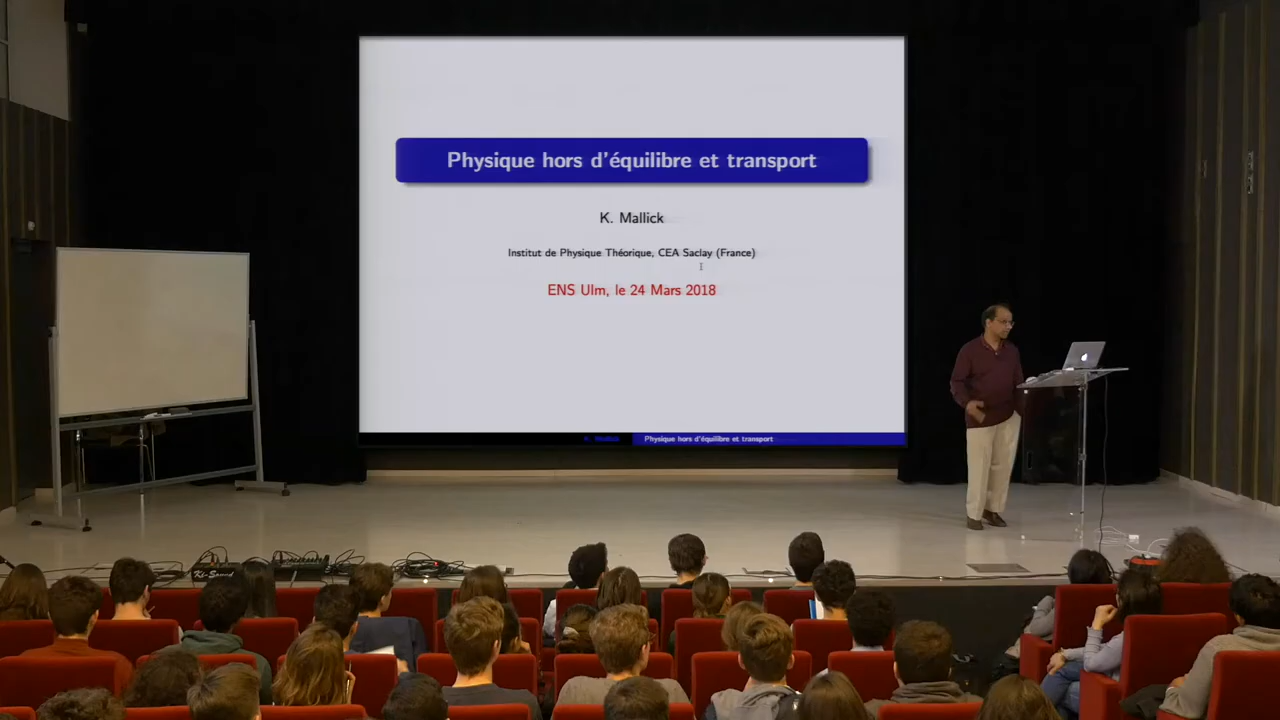 Physique hors d'équilibre et transport
K. Mallick
Institut de Physique Théorique, CEA Saclay (France)
ENS Ulm, le 24 Mars 2018
K. Mallick
Physique hors d'équilibre et transport